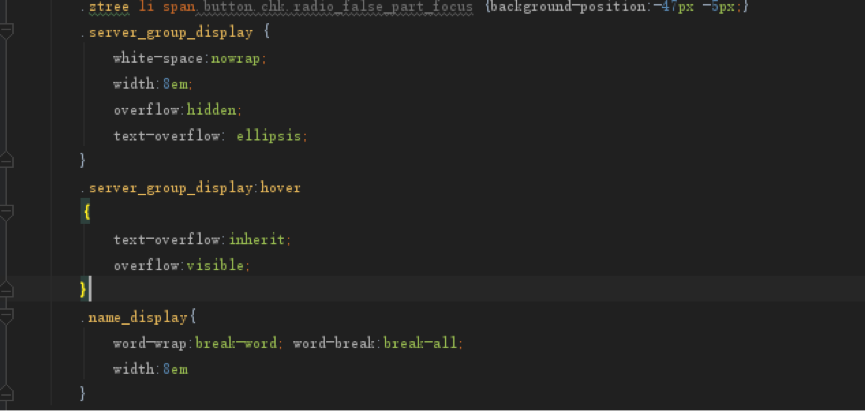 .ztree li span.button.chk.radio_false_part_focus {background-position:-47px -5px;}
.server_group_display {
white-space:nowrap;
width:8em;
overflow:hidden;
text-overflow: ellipsis;
}
.server_group_display:hover
{
text-overflow:inherit;
overflow:visible;
}
.name_display{
word-wrap:break-word; word-break:break-all;
width:8em
}